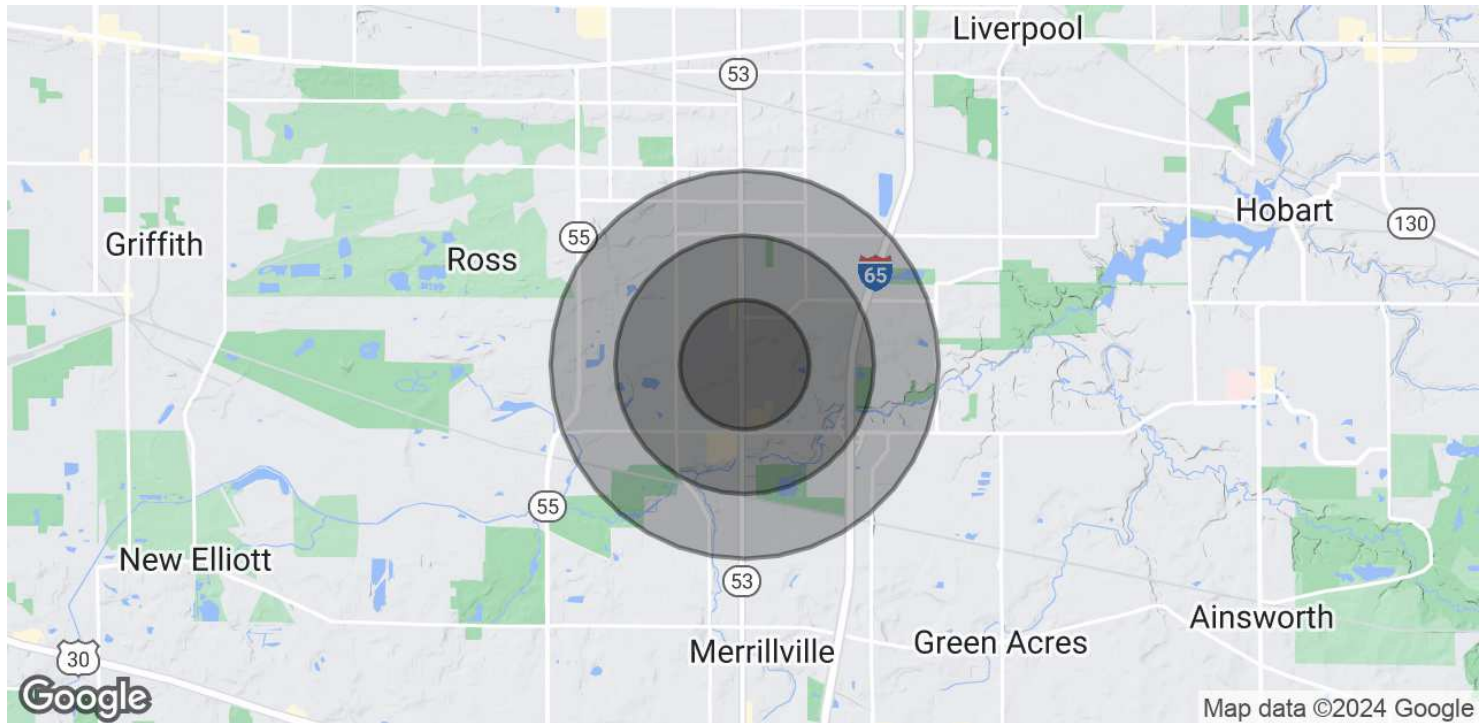 Liverpool
53
Hobart
130
55
Griffith
Ross
65
55
New Elliott
53
Ainsworth
Green Acres
Merrillville
30
Google
Map data ©2024 Google